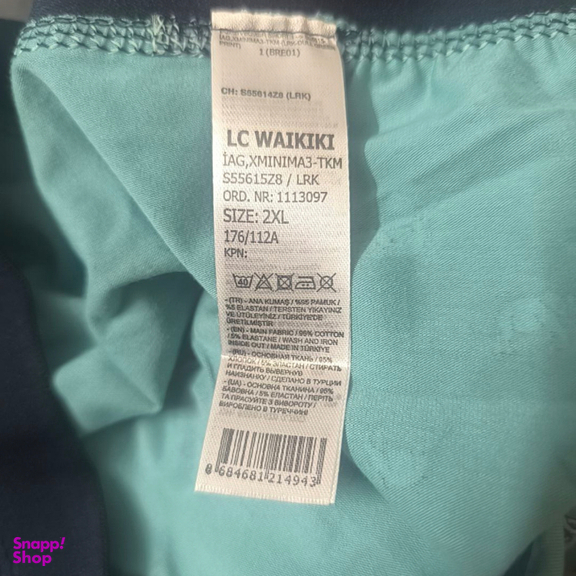 1 (BRE01)
CH: S55614Z8 (LRK)
LC WAIKIKI
İAG,XMINIMA3-TKM
S55615Z8 / LRK
ORD. NR: 1113097
SIZE: 2XL
176/112A
KPN:
40
-(TR)- ANA KUMAŞ / %95 PAMUK /
%5 ELASTAN / TERSTEN YIKAYINIZ
VE ÜTÜLEYİNİZ / TÜRKİYEDE
ÜRETİLMİŞTİR
-(EN)- MAIN FABRIC / 95% COTTON
/ 5% ELASTANE / WASH AND IRON
INSIDE OUT / MADE IN TÜRKİYE
-(RU)- ОСНОВНАЯ ТКАНЬ / 95%
ХЛОПОК / 5% ЭЛАСТАН / СТИРАТЬ
И ГЛАДИТЬ ВЫВЕРНУВ
НАИЗНАНКУ / СДЕЛАНО В ТУРЦИИ
-(UA)- ОСНОВНА ТКАНИНА / 95%
БАВОВНА / 5% ЕЛАСТАН / ПЕРІТЬ
ТА ПРАСУЙТЕ З ВИВОРОТУ /
ВИРОБЛЕНО В ТУРЕЧЧИНІ
8 684681 214943
Snapp!
Shop